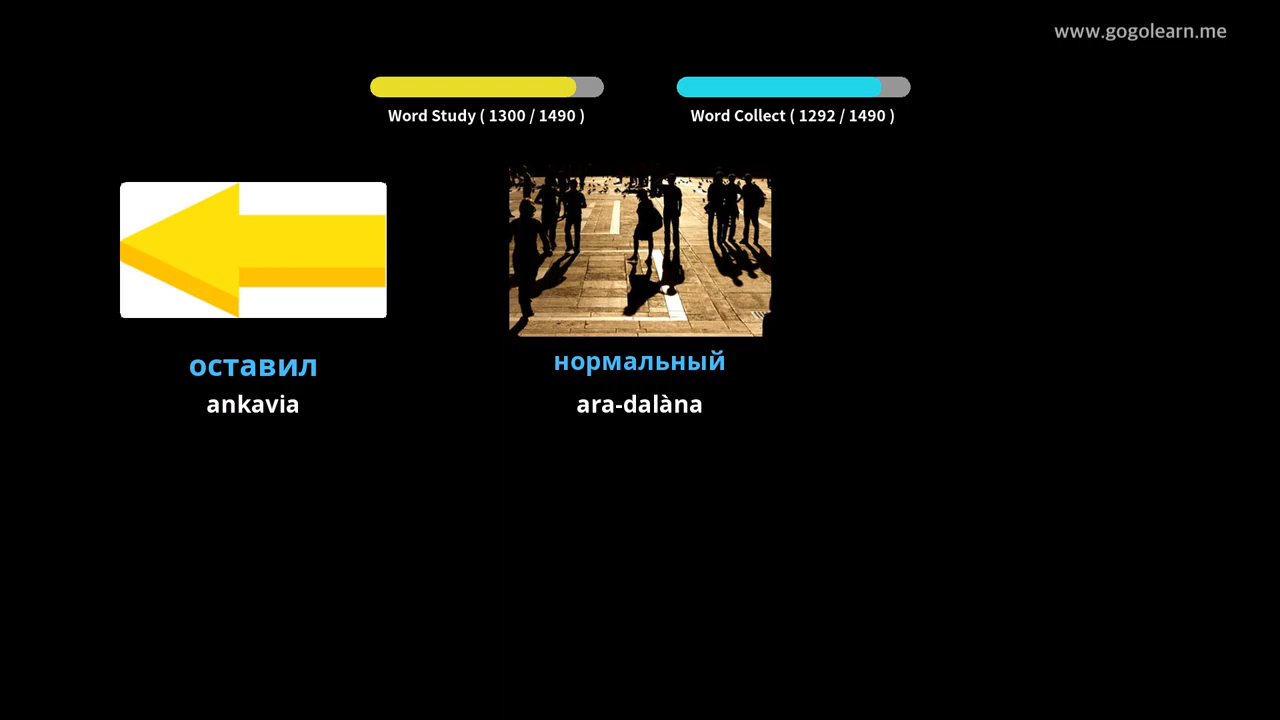 www.gogolearn.me
Word Study ( 1300 / 1490 )
Word Collect ( 1292 / 1490 )
оставил
ankavia
нормальный
ara-dalàna